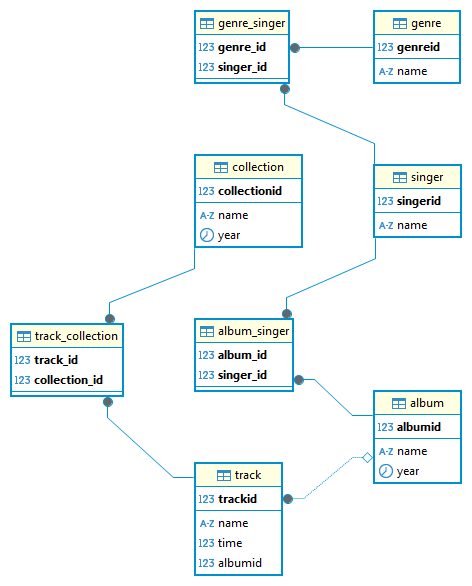 genre_singer
123 genre_id
123 singer_id
genre
123 genreid
A-Z name
collection
123 collectionid
A-Z name
year
singer
123 singerid
A-Z name
track_collection
123 track_id
123 collection_id
album_singer
123 album_id
123 singer_id
album
123 albumid
A-Z name
year
track
123 trackid
A-Z name
123 time
123 albumid